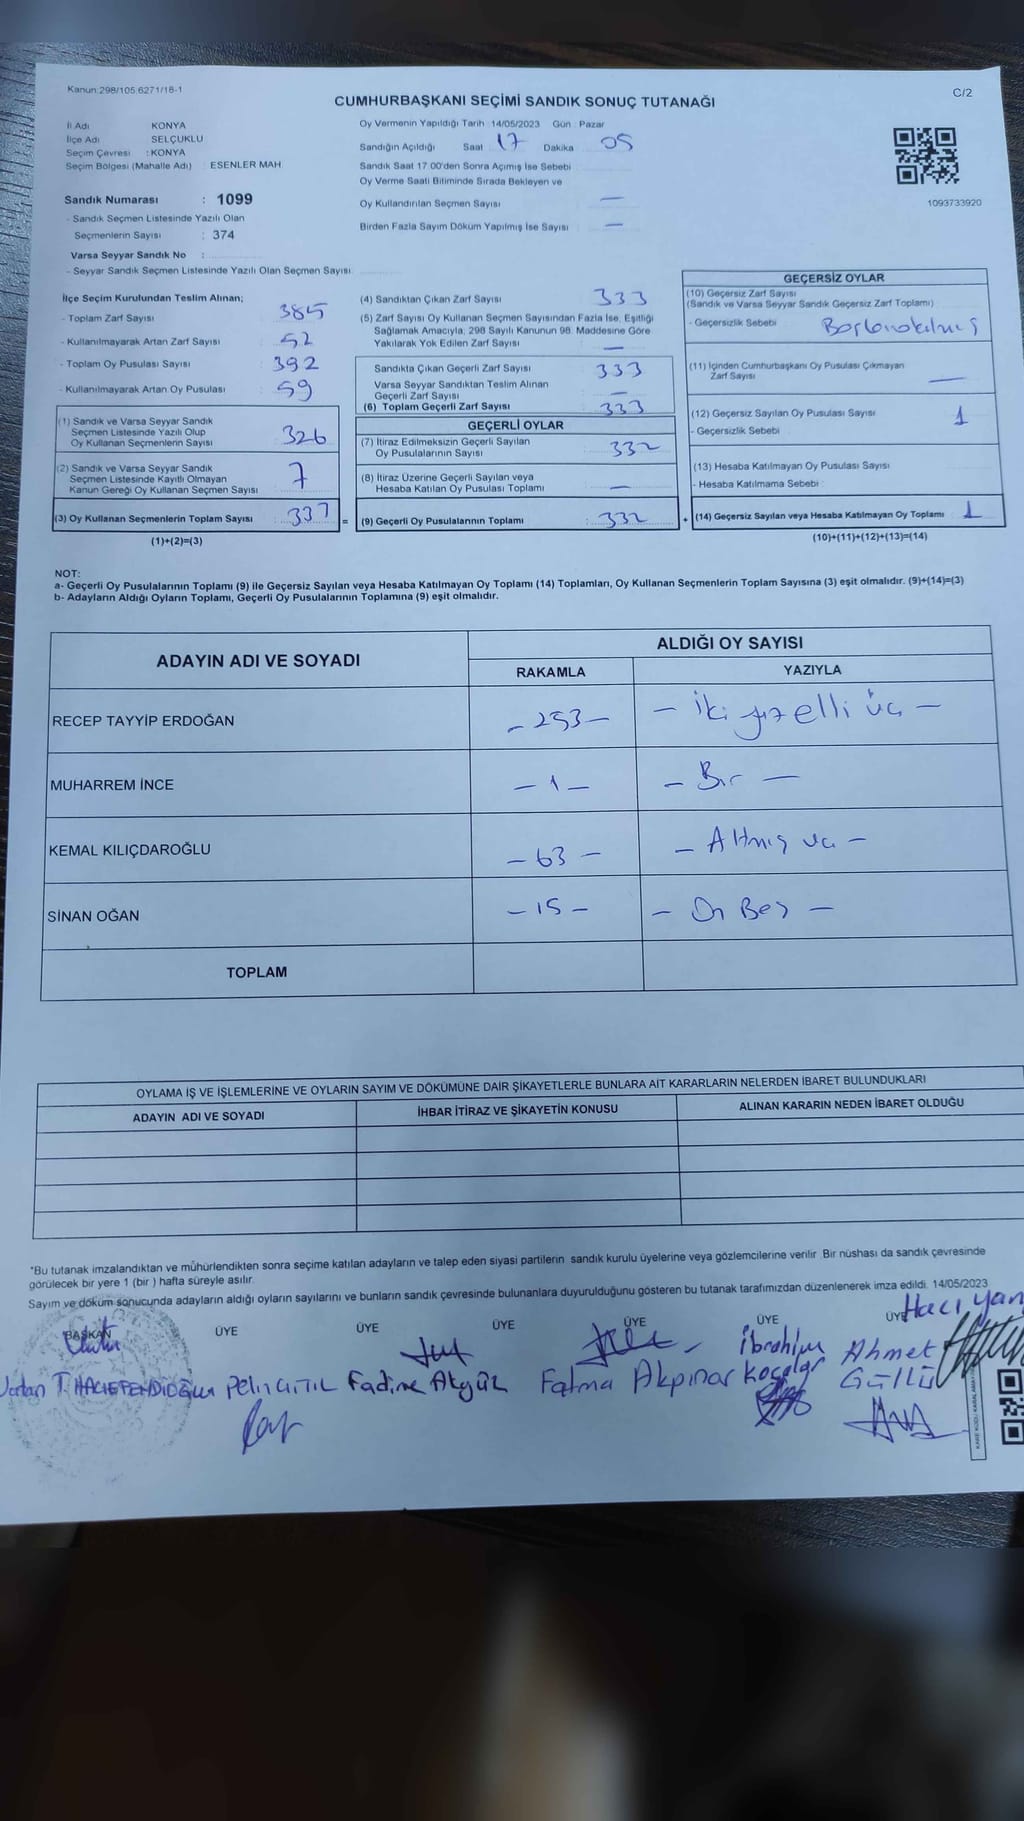 Kanun:298/105.6271/16-1
C/2
CUMHURBAŞKANI SEÇİMİ SANDIK SONUÇ TUTANAĞI
İl Adı KONYA
İlçe Adı SELÇUKLU
Seçim Çevresi : KONYA
Seçim Bölgesi (Mahalle Adı) : ESENLER MAH.
Sandık Numarası : 1099
- Sandık Seçmen Listesinde Yazılı Olan
Seçmenlerin Sayısı : 374
Varsa Seyyar Sandık No :
- Seyyar Sandık Seçmen Listesinde Yazılı Olan Seçmen Sayısı
Oy Vermenin Yapıldığı Tarih :14/05/2023 Gün : Pazar
Sandığın Açıldığı Saat 17 Dakika 05
Sandık Saat 17.00'den Sonra Açımış İse Sebebi
Oy Verme Saati Bitiminde Sırada Bekleyen ve
Oy Kullandırılan Seçmen Sayısı —
Birden Fazla Sayım Döküm Yapılmış İse Sayısı —
1093733920
İlçe Seçim Kurulundan Teslim Alınan;
- Toplam Zarf Sayısı : 385
- Kullanılmayarak Artan Zarf Sayısı : 52
- Toplam Oy Pusulası Sayısı : 392
- Kullanılmayarak Artan Oy Pusulası : 59
(1) Sandık ve Varsa Seyyar Sandık
Seçmen Listesinde Yazılı Olup
Oy Kullanan Seçmenlerin Sayısı : 326
(2) Sandık ve Varsa Seyyar Sandık
Seçmen Listesinde Kayıtlı Olmayan
Kanun Gereği Oy Kullanan Seçmen Sayısı : 7
(3) Oy Kullanan Seçmenlerin Toplam Sayısı : 333
(1)+(2)=(3)
(4) Sandıktan Çıkan Zarf Sayısı : 333
(5) Zarf Sayısı Oy Kullanan Seçmen Sayısından Fazla İse, Eşitliği
Sağlamak Amacıyla, 298 Sayılı Kanunun 98. Maddesine Göre
Yakılarak Yok Edilen Zarf Sayısı : —
Sandıkta Çıkan Geçerli Zarf Sayısı : 333
Varsa Seyyar Sandıktan Teslim Alınan
Geçerli Zarf Sayısı : —
(6) Toplam Geçerli Zarf Sayısı : 333
GEÇERLİ OYLAR
(7) İtiraz Edilmeksizin Geçerli Sayılan
Oy Pusulalarının Sayısı : 332
(8) İtiraz Üzerine Geçerli Sayılan veya
Hesaba Katılan Oy Pusulası Toplamı : —
= (9) Geçerli Oy Pusulalarının Toplamı : 332
GEÇERSİZ OYLAR
(10) Geçersiz Zarf Sayısı
(Sandık ve Varsa Seyyar Sandık Geçersiz Zarf Toplamı)
- Geçersizlik Sebebi :
(11) İçinden Cumhurbaşkanı Oy Pusulası Çıkmayan
Zarf Sayısı —
(12) Geçersiz Sayılan Oy Pusulası Sayısı : 1
- Geçersizlik Sebebi
(13) Hesaba Katılmayan Oy Pusulası Sayısı
- Hesaba Katılmama Sebebi :
+ (14) Geçersiz Sayılan veya Hesaba Katılmayan Oy Toplamı : 1
(10)+(11)+(12)+(13)=(14)
NOT:
a- Geçerli Oy Pusulalarının Toplamı (9) ile Geçersiz Sayılan veya Hesaba Katılmayan Oy Toplamı (14) Toplamları, Oy Kullanan Seçmenlerin Toplam Sayısına (3) eşit olmalıdır. (9)+(14)=(3)
b- Adayların Aldığı Oyların Toplamı, Geçerli Oy Pusulalarının Toplamına (9) eşit olmalıdır.
ADAYIN ADI VE SOYADI ALDIĞI OY SAYISI
RAKAMLA YAZIYLA
RECEP TAYYİP ERDOĞAN - 253 - - İki yüz elli üç -
MUHARREM İNCE - 1 - - Bir -
KEMAL KILIÇDAROĞLU - 63 - - Altmış üç -
SİNAN OĞAN - 15 - - On Beş -
TOPLAM
OYLAMA İŞ VE İŞLEMLERİNE VE OYLARIN SAYIM VE DÖKÜMÜNE DAİR ŞİKAYETLERLE BUNLARA AİT KARARLARIN NELERDEN İBARET BULUNDUKLARI
ADAYIN ADI VE SOYADI İHBAR İTİRAZ VE ŞİKAYETİN KONUSU ALINAN KARARIN NEDEN İBARET OLDUĞU
*Bu tutanak imzalandıktan ve mühürlendikten sonra seçime katılan adayların ve talep eden siyasi partilerin sandık kurulu üyelerine veya gözlemcilerine verilir. Bir nüshası da sandık çevresinde
görülecek bir yere 1 (bir ) hafta süreyle asılır.
Sayım ve döküm sonucunda adayların aldığı oyların sayılarını ve bunların sandık çevresinde bulunanlara duyurulduğunu gösteren bu tutanak tarafımızdan düzenlenerek imza edildi. 14/05/2023
BAŞKAN ÜYE ÜYE ÜYE ÜYE ÜYE ÜYE
Hacı yan
T. HACIEFENDİOĞLU Pelin Fadime Akgül Fatma Akpınar İbrahim Koçalar Ahmet Güllü